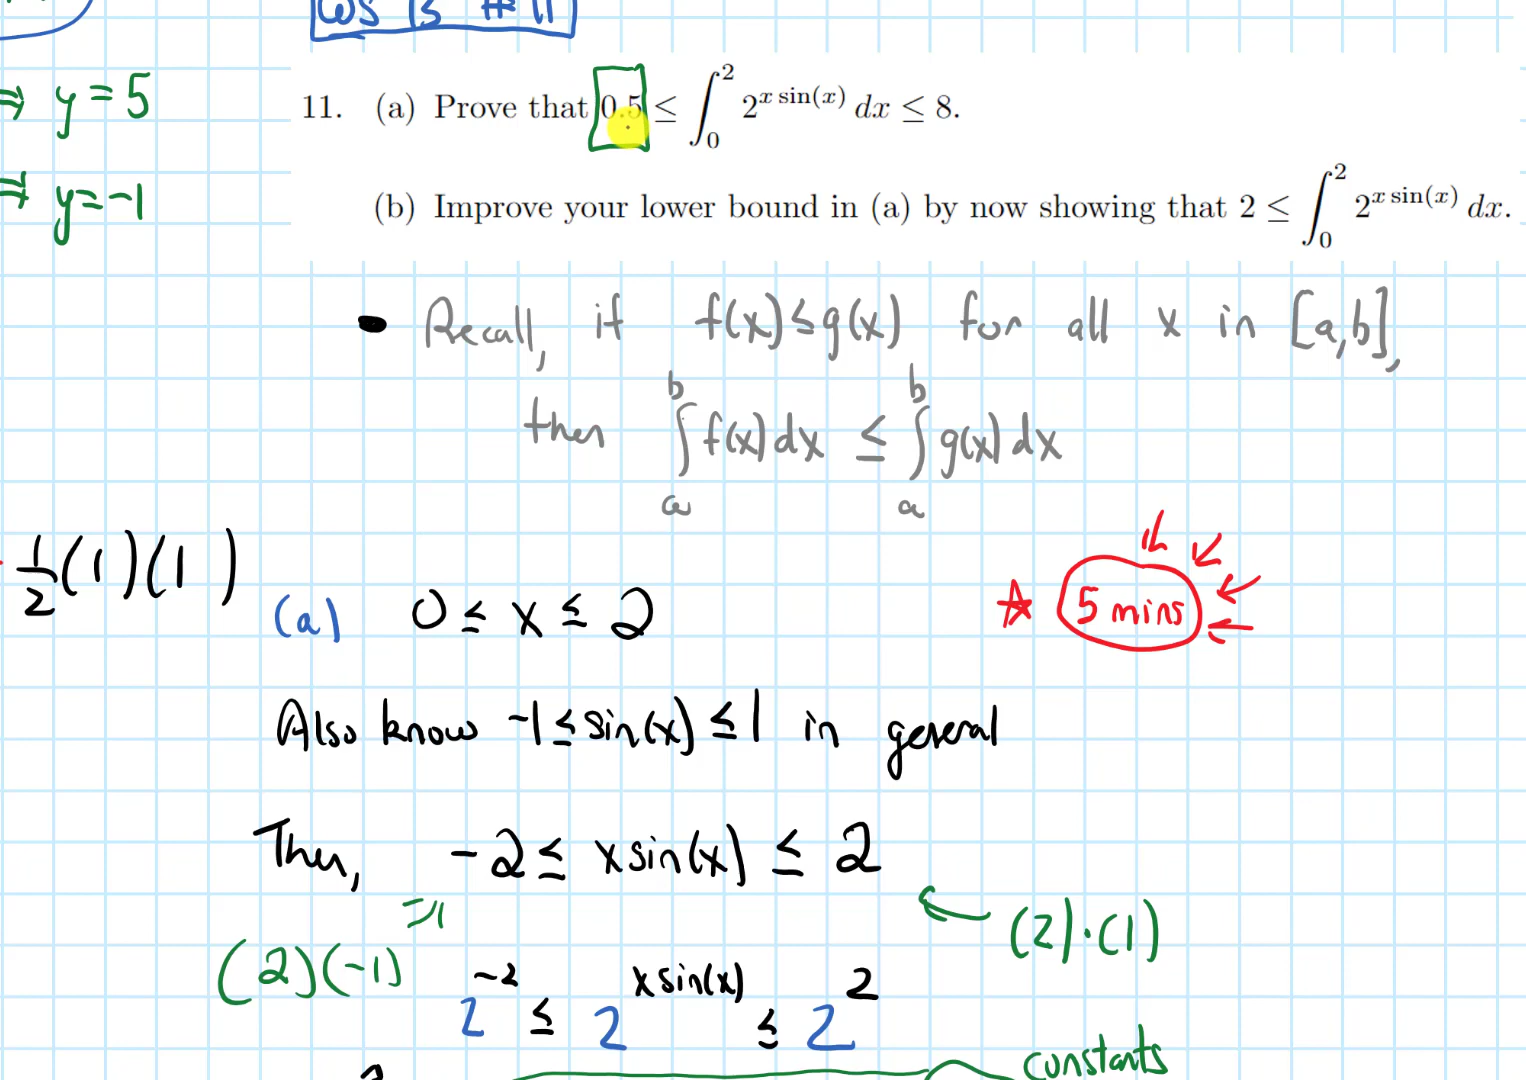 cos is #11
⇒ y = 5
11. (a) Prove that 0.5 ≤ ∫₀² 2^{x sin(x)} dx ≤ 8.
⇒ y = -1
(b) Improve your lower bound in (a) by now showing that 2 ≤ ∫₀² 2^{x sin(x)} dx.
• Recall, if f(x) ≤ g(x) for all x in [a,b],
then ∫ₐᵇ f(x) dx ≤ ∫ₐᵇ g(x) dx
1/2 (1)(1)
(a) 0 ≤ x ≤ 2
☆ 5 mins
Also know -1 ≤ sin(x) ≤ 1 in general
Then, -2 ≤ x sin(x) ≤ 2
(2)(-1)
(2)·(1)
2^{-2} ≤ 2^{x sin(x)} ≤ 2^{2}
constants